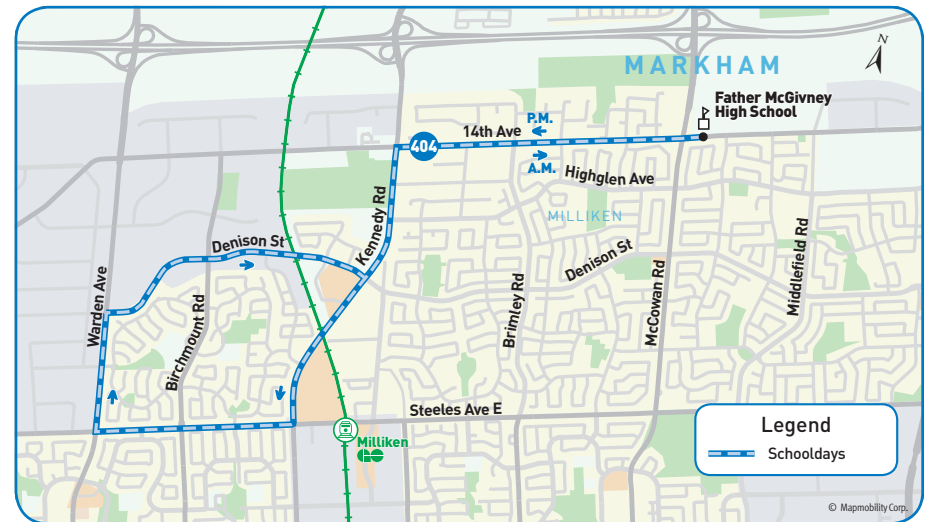 MARKHAM
N
Father McGivney
High School
P.M.
14th Ave
404
A.M.
Highglen Ave
MILLIKEN
Kennedy Rd
Denison St
Denison St
Warden Ave
Birchmount Rd
Brimley Rd
McCowan Rd
Middlefield Rd
Steeles Ave E
Milliken
Legend
Schooldays
© Mapmobility Corp.